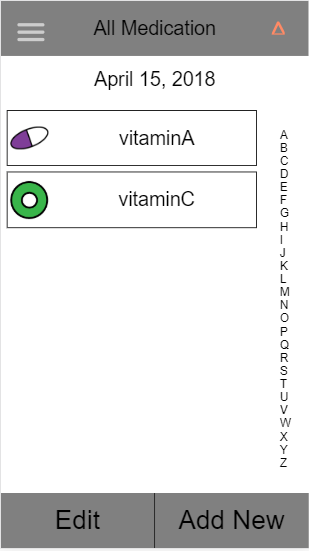 All Medication
April 15, 2018
vitaminA
vitaminC
A
B
C
D
E
F
G
H
I
J
K
L
M
N
O
P
Q
R
S
T
U
V
W
X
Y
Z
Edit
Add New